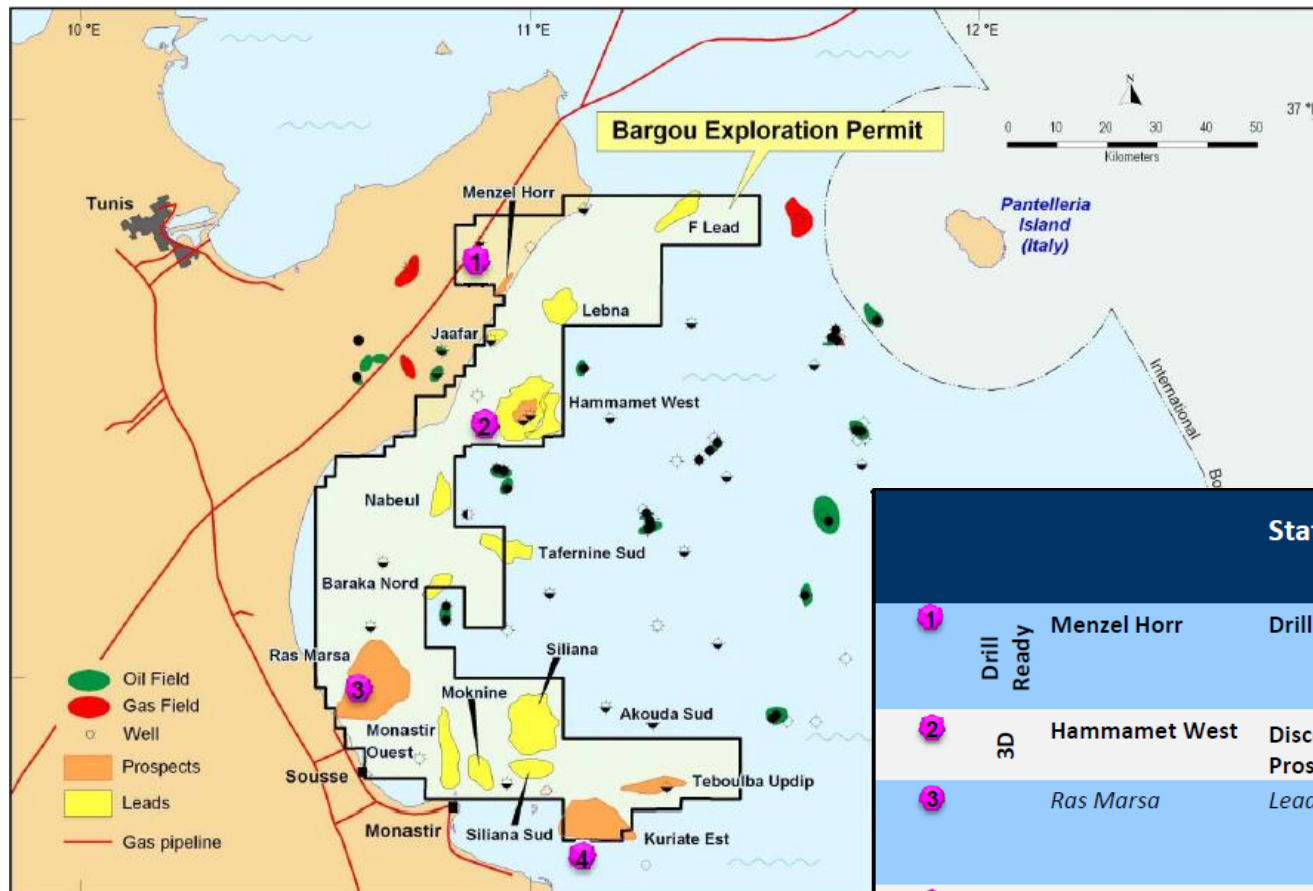 10 °E
11 °E
12 °E
37 °
N
0 10 20 30 40 50
Kilometers
Bargou Exploration Permit
Tunis
Menzel Horr
F Lead
Pantelleria
Island
(Italy)
1
Lebna
Jaafar
International
Hammamet West
2
Nabeul
Tafernine Sud
Baraka Nord
Ras Marsa
Siliana
3
Moknine
Akouda Sud
Monastir
Ouest
Sousse
Teboulba Updip
Monastir
Siliana Sud
Kuriate Est
4
Oil Field
Gas Field
Well
Prospects
Leads
Gas pipeline
1
Drill
Ready
Menzel Horr
Drill
2
3D
Hammamet West
3
Ras Marsa